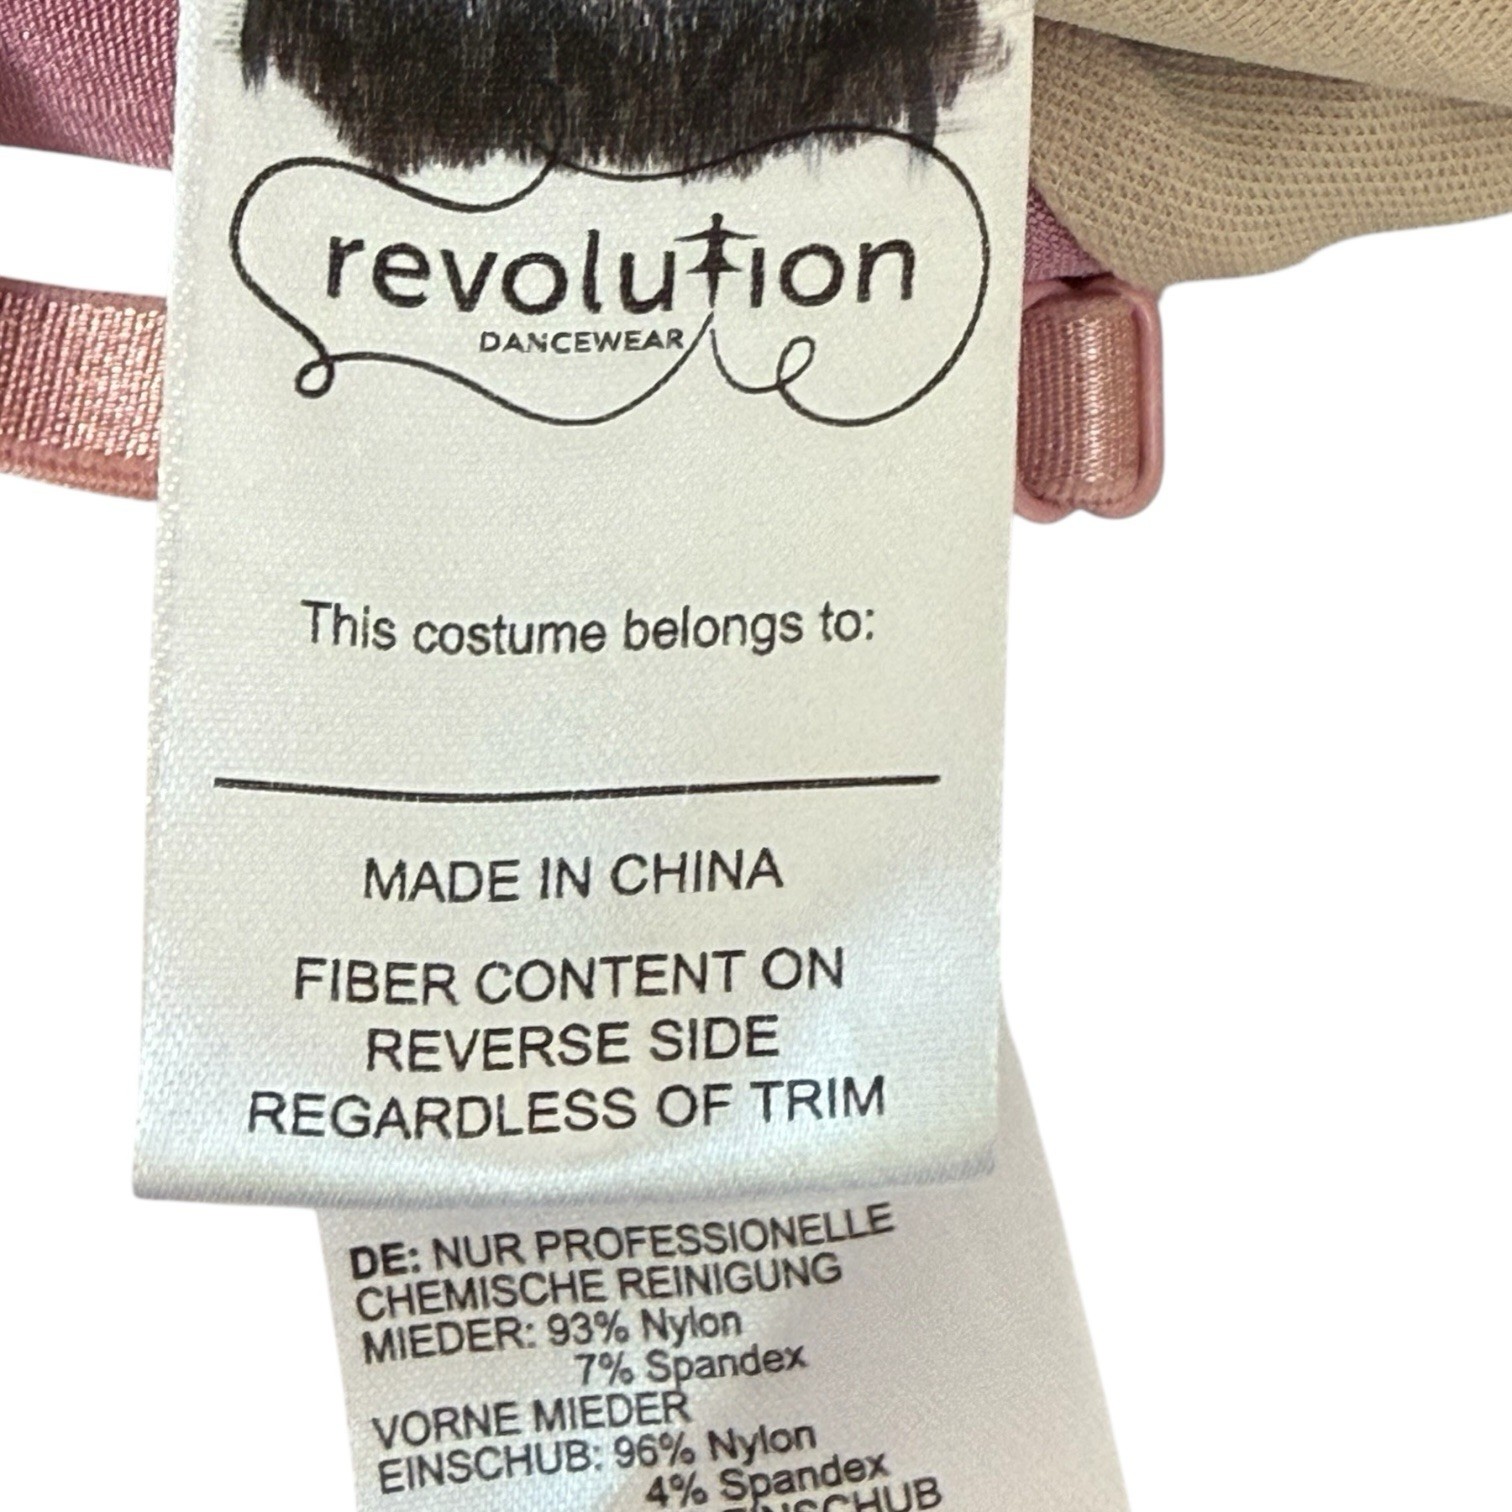 revolution
DANCEWEAR
This costume belongs to:
MADE IN CHINA
FIBER CONTENT ON
REVERSE SIDE
REGARDLESS OF TRIM
DE: NUR PROFESSIONELLE
CHEMISCHE REINIGUNG
MIEDER: 93% Nylon
7% Spandex
VORNE MIEDER
EINSCHUB: 96% Nylon
4% Spandex